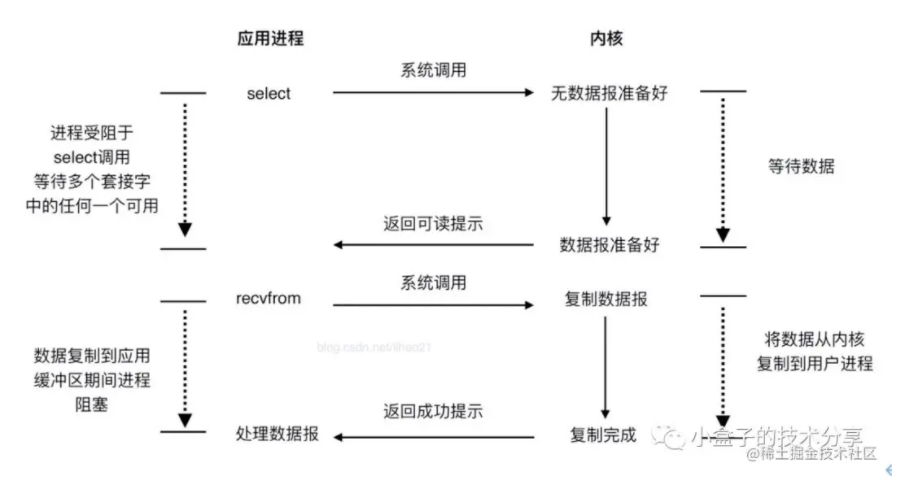 应用进程
内核
系统调用
select
无数据报准备好
进程受阻于
select调用
等待多个套接字
中的任何一个可用
等待数据
返回可读提示
数据报准备好
系统调用
recvfrom
复制数据报
blog.csdn.net/lihao21
数据复制到应用
缓冲区期间进程
阻塞
将数据从内核
复制到用户进程
返回成功提示
处理数据报
复制完成
小盒子的技术分享
@稀土掘金技术社区